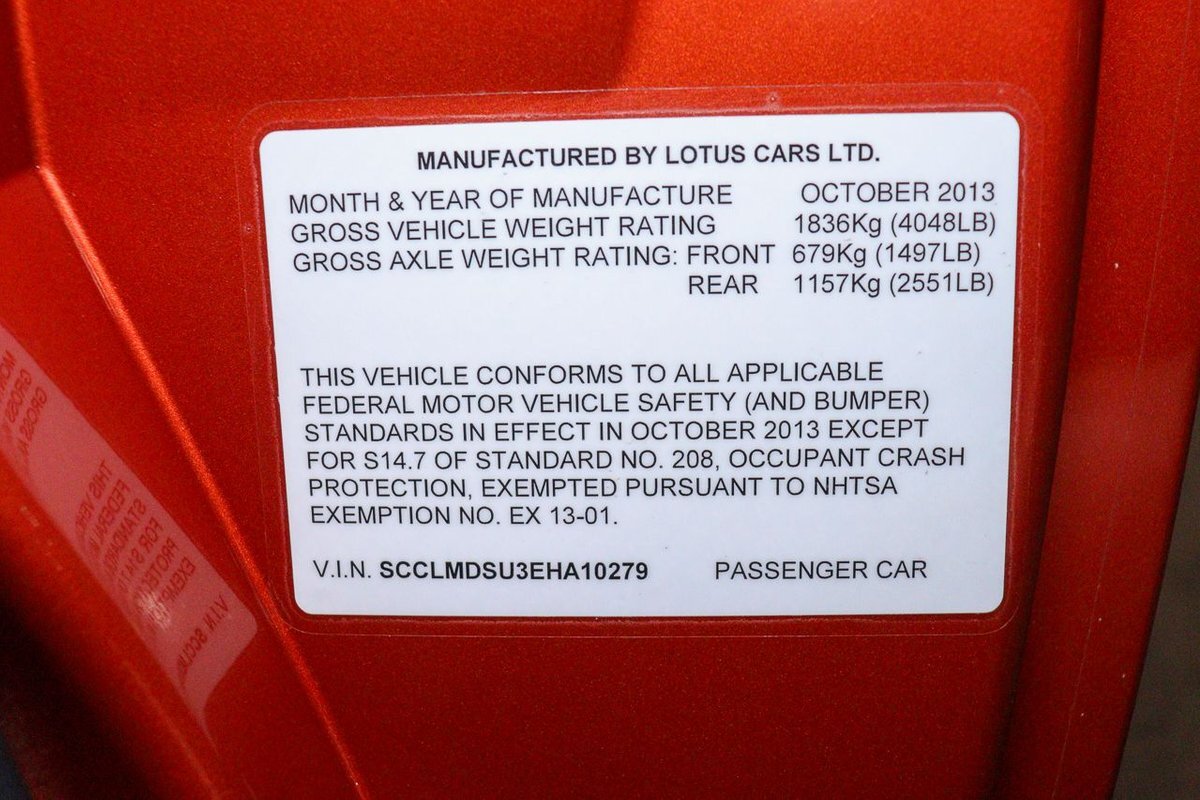 MANUFACTURED BY LOTUS CARS LTD.
MONTH & YEAR OF MANUFACTURE OCTOBER 2013
GROSS VEHICLE WEIGHT RATING 1836Kg (4048LB)
GROSS AXLE WEIGHT RATING: FRONT 679Kg (1497LB)
REAR 1157Kg (2551LB)
THIS VEHICLE CONFORMS TO ALL APPLICABLE
FEDERAL MOTOR VEHICLE SAFETY (AND BUMPER)
STANDARDS IN EFFECT IN OCTOBER 2013 EXCEPT
FOR S14.7 OF STANDARD NO. 208, OCCUPANT CRASH
PROTECTION, EXEMPTED PURSUANT TO NHTSA
EXEMPTION NO. EX 13-01.
V.I.N. SCCLMDSU3EHA10279 PASSENGER CAR